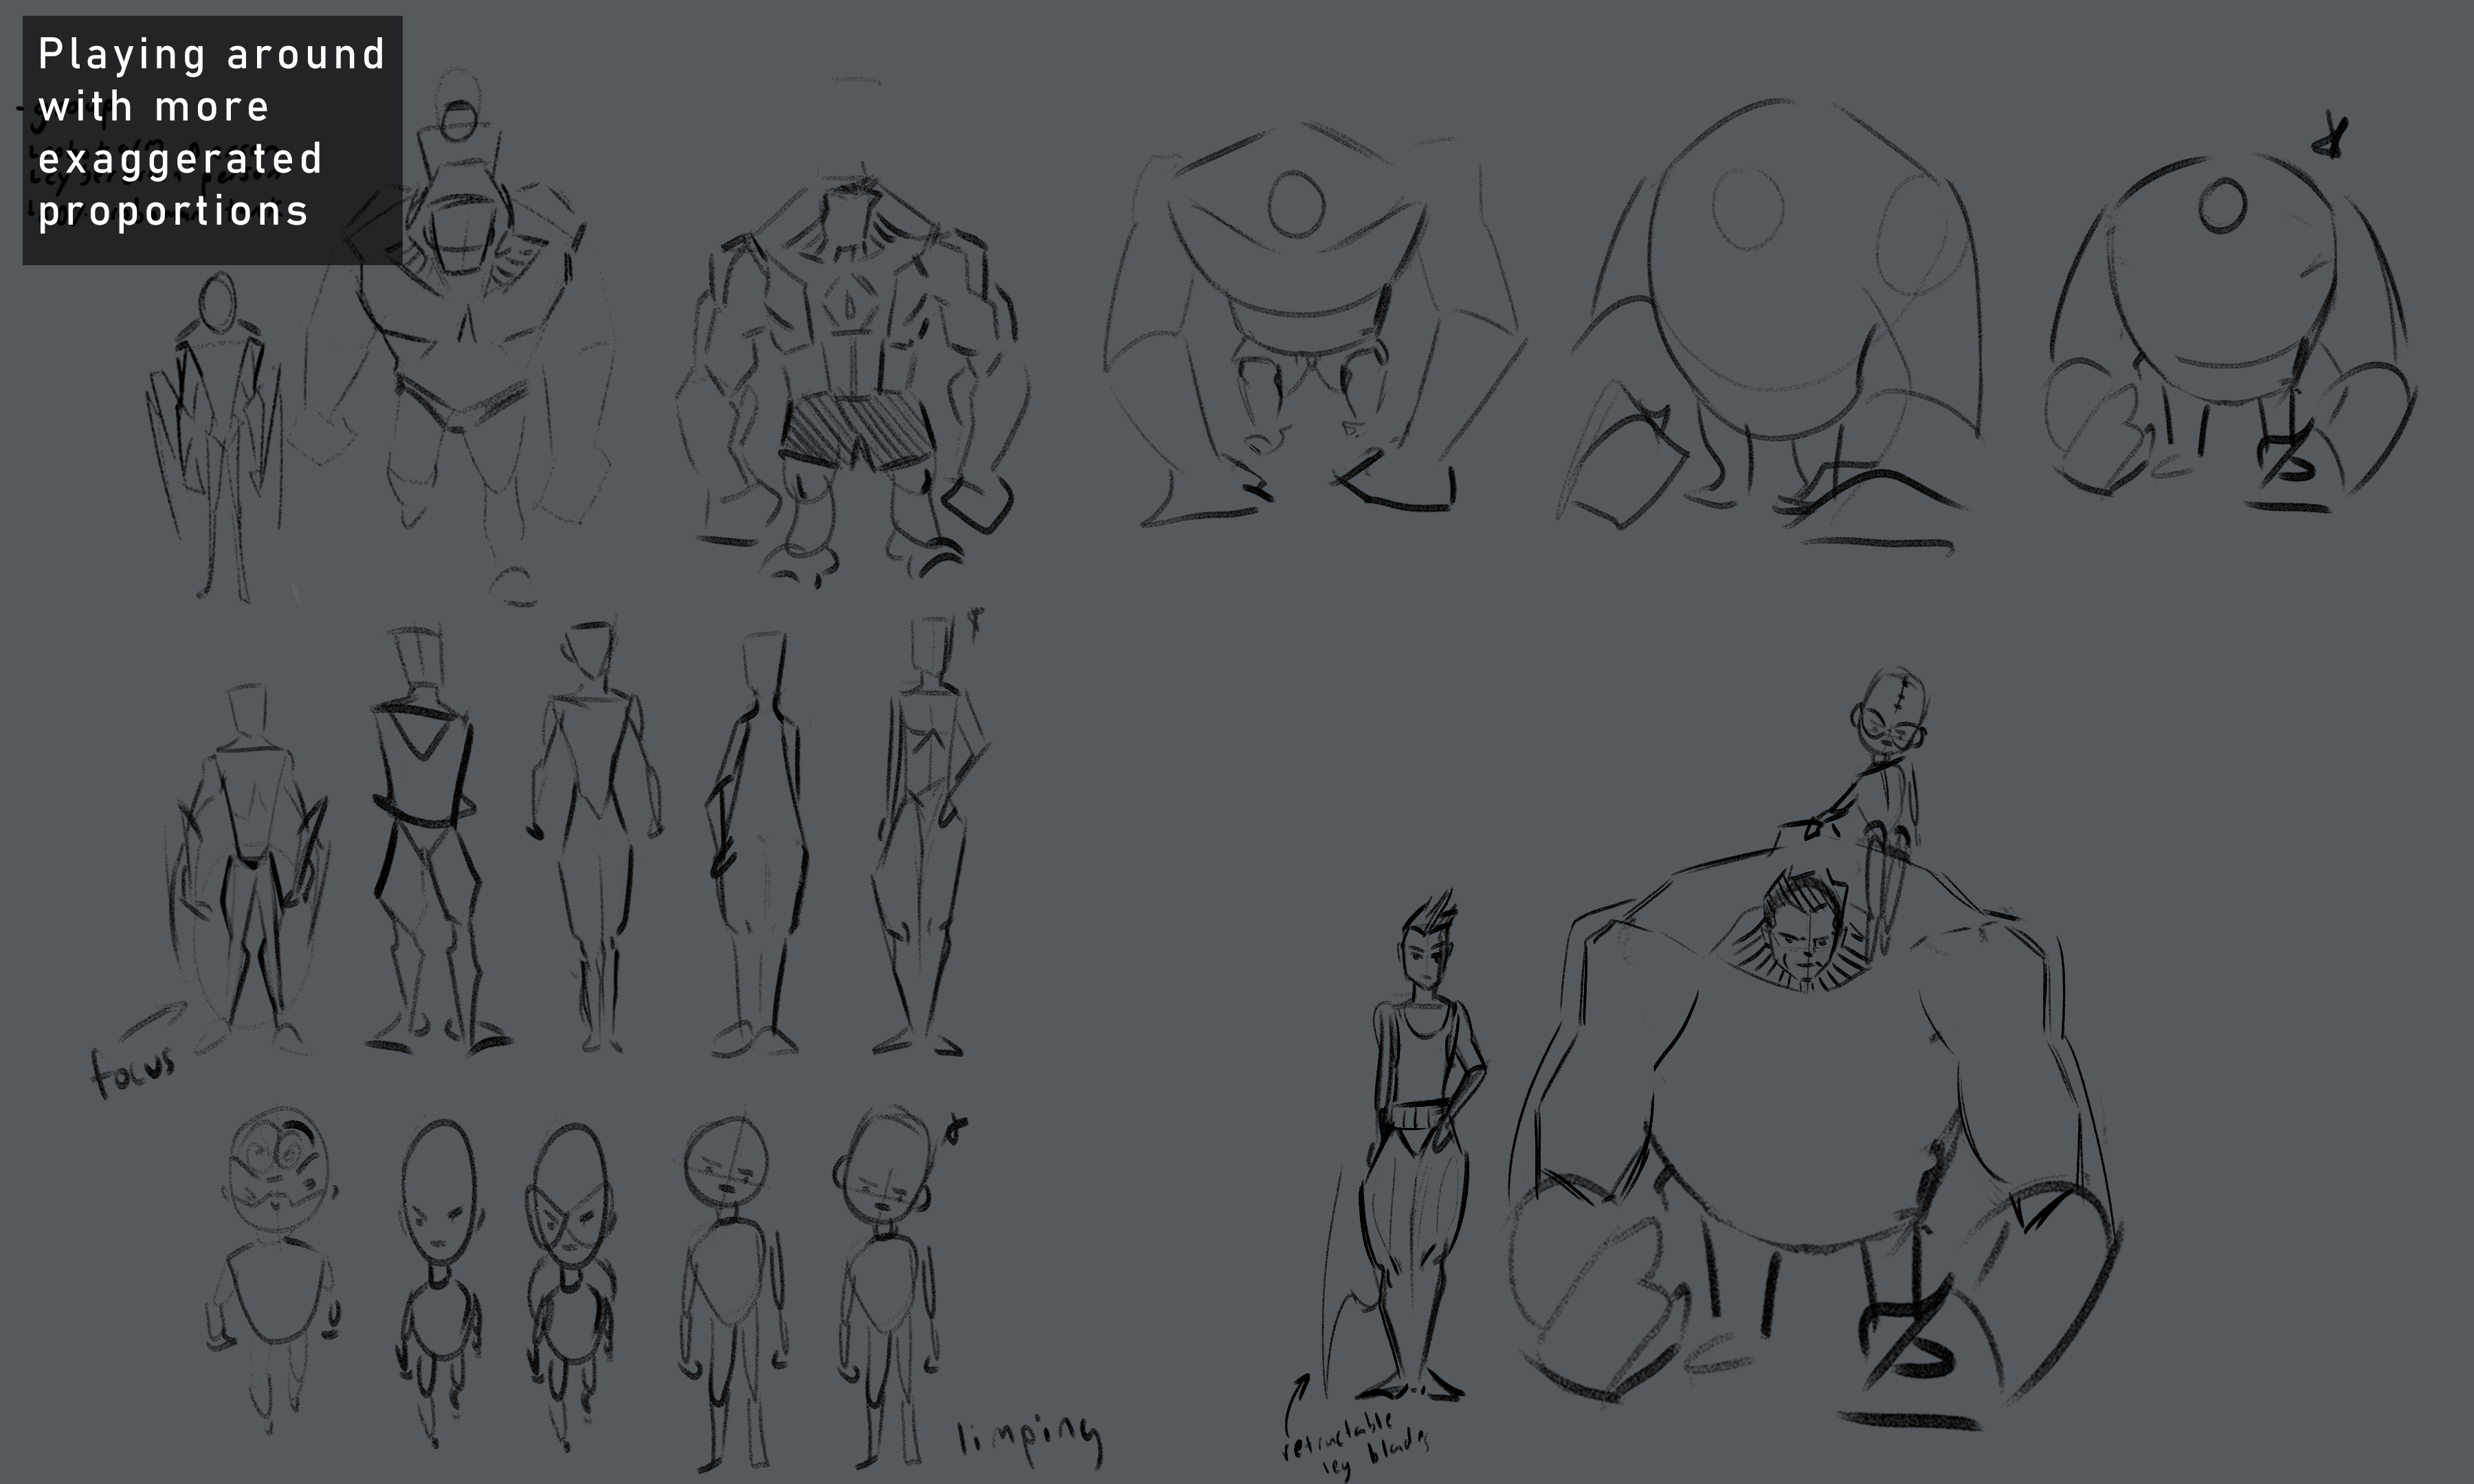 Playing around
with more
exaggerated
proportions
focus
limping
retractable
leg blades